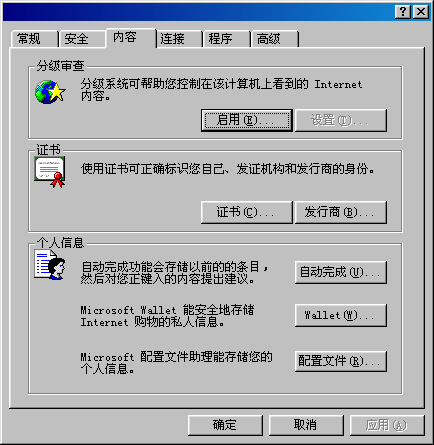 常规 安全 内容 连接 程序 高级
分级审查
分级系统可帮助您控制在该计算机上看到的 Internet
内容。
启用(E)... 设置(T)...
证书
使用证书可正确标识您自己、发证机构和发行商的身份。
证书(C)... 发行商(B)...
个人信息
自动完成功能会存储以前的的条目，
然后对您正键入的内容提出建议。
自动完成(U)...
Microsoft Wallet 能安全地存储
Internet 购物的私人信息。
Wallet(W)...
Microsoft 配置文件助理能存储您的
个人信息。
配置文件(R)...
确定 取消 应用(A)